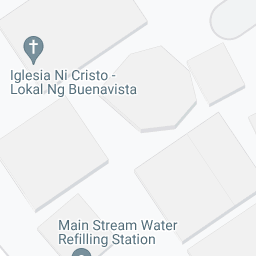 Iglesia Ni Cristo -
Lokal Ng Buenavista
Main Stream Water
Refilling Station